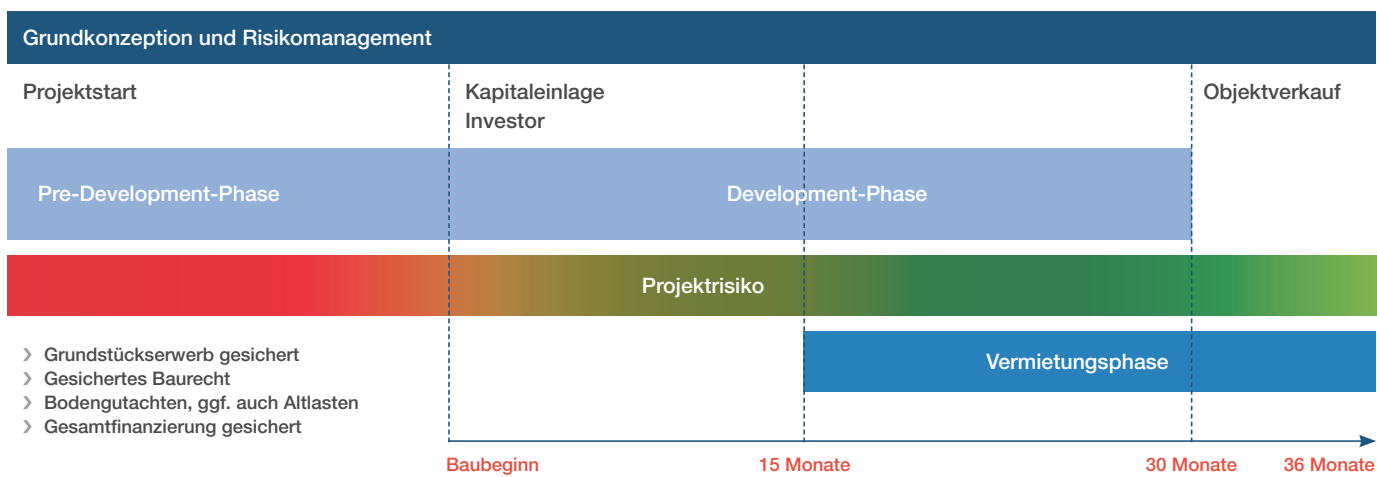 Grundkonzeption und Risikomanagement
Projektstart
Kapitaleinlage
Investor
Objektverkauf
Pre-Development-Phase
Development-Phase
Projektrisiko
› Grundstückserwerb gesichert
› Gesichertes Baurecht
› Bodengutachten, ggf. auch Altlasten
› Gesamtfinanzierung gesichert
Vermietungsphase
Baubeginn
15 Monate
30 Monate
36 Monate